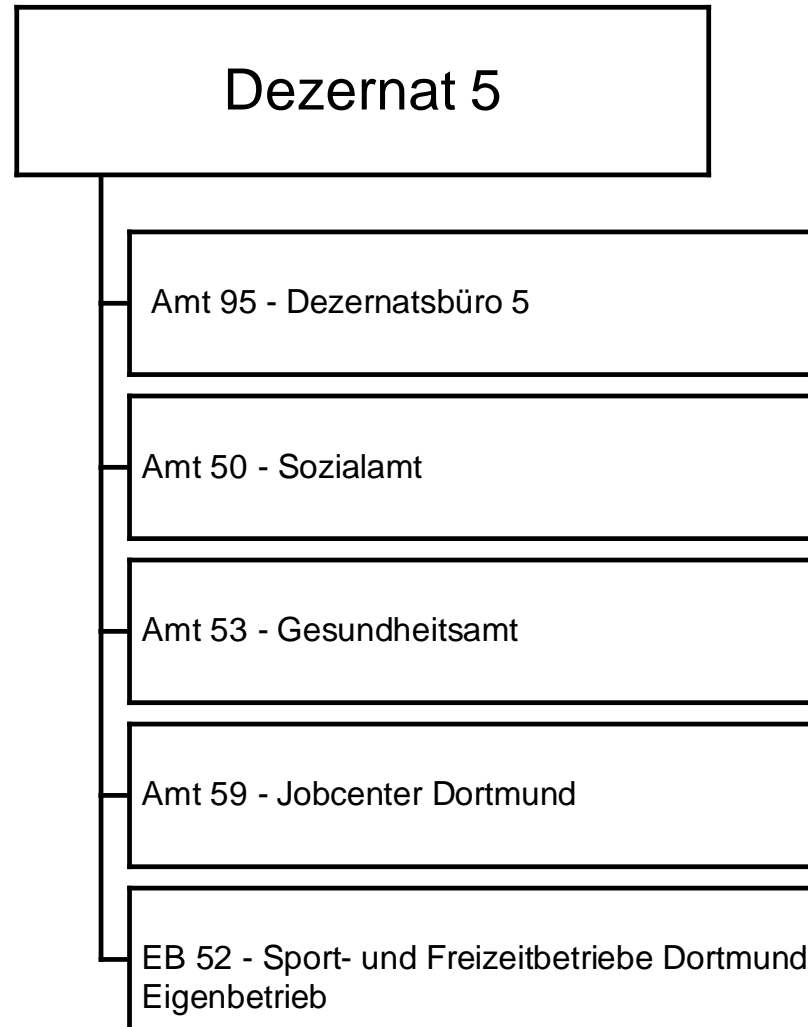 Dezernat 5
Amt 95 - Dezernatsbüro 5
Amt 50 - Sozialamt
Amt 53 - Gesundheitsamt
Amt 59 - Jobcenter Dortmund
EB 52 - Sport- und Freizeitbetriebe Dortmund
Eigenbetrieb